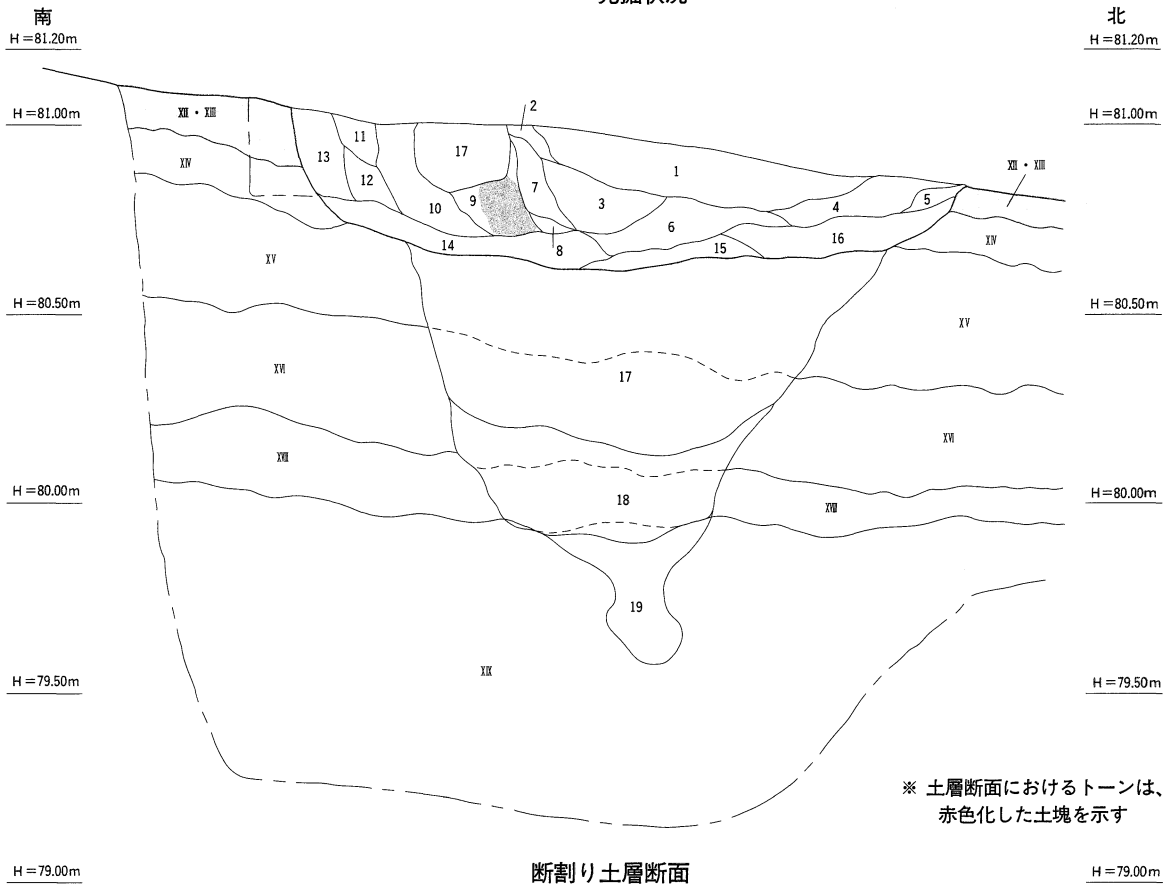 南
北
H=81.20m
H=81.20m
H=81.00m
H=81.00m
XII・XIII
XII・XIII
2
11
17
1
13
XIV
12
7
9
3
10
4
5
6
8
14
15
16
XIV
XV
H=80.50m
H=80.50m
XV
XVI
17
XVI
XVII
H=80.00m
H=80.00m
18
XVIII
19
XIX
H=79.50m
H=79.50m
※ 土層断面におけるトーンは、
赤色化した土塊を示す
断割り土層断面
H=79.00m
H=79.00m